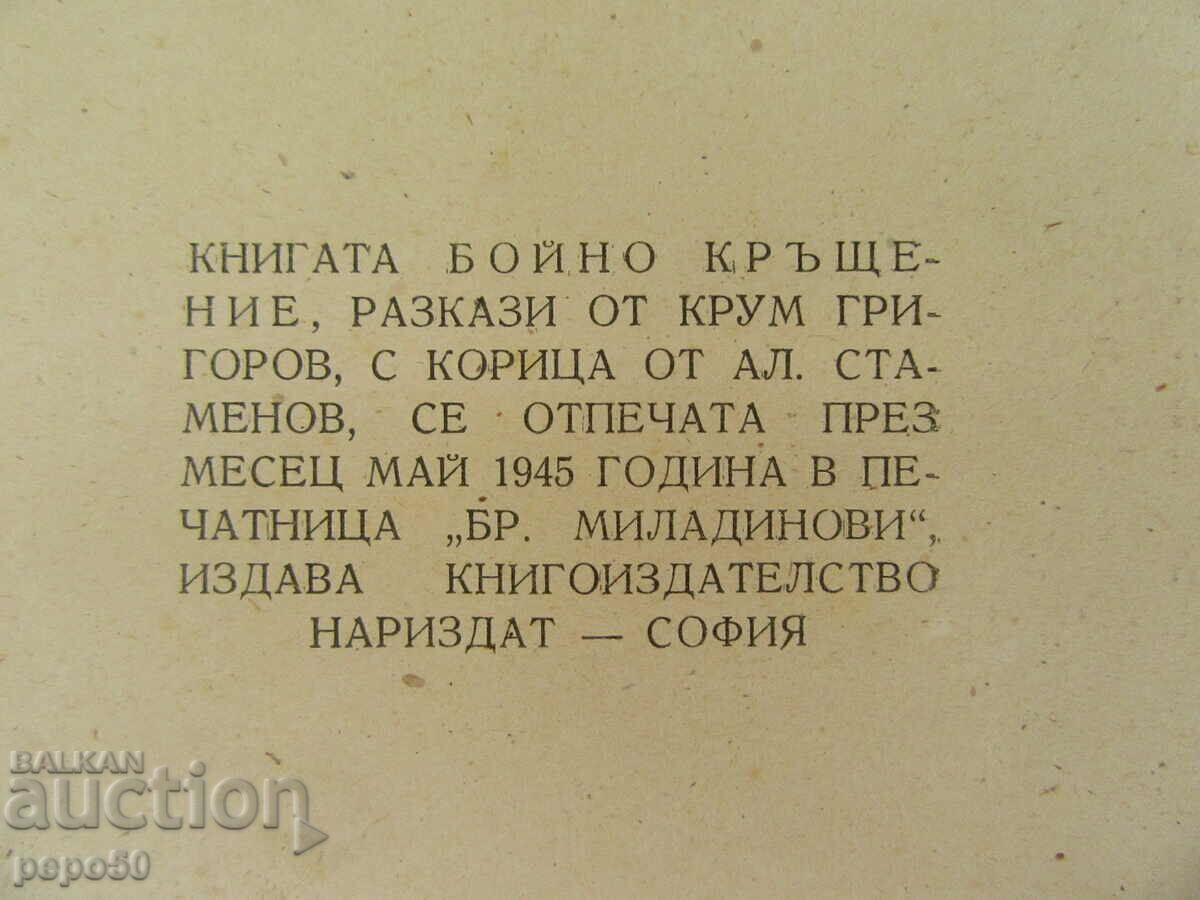 КНИГАТА БОЙНО КРЪЩЕ-
НИЕ, РАЗКАЗИ ОТ КРУМ ГРИ-
ГОРОВ, С КОРИЦА ОТ АЛ. СТА-
МЕНОВ, СЕ ОТПЕЧАТА ПРЕЗ
МЕСЕЦ МАЙ 1945 ГОДИНА В ПЕ-
ЧАТНИЦА „БР. МИЛАДИНОВИ“,
ИЗДАВА КНИГОИЗДАТЕЛСТВО
НАРИЗДАТ — СОФИЯ
BALKAN
auction
pepo50